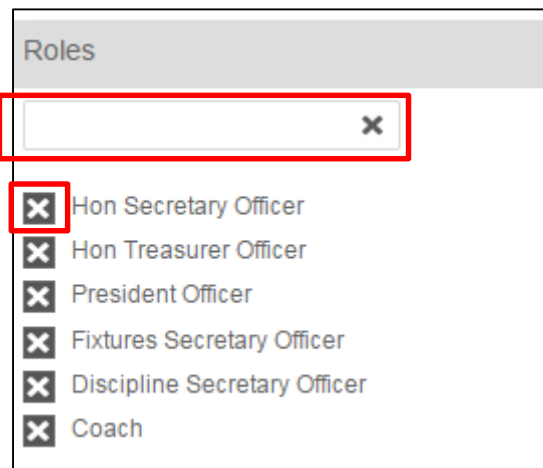 Roles
Hon Secretary Officer
Hon Treasurer Officer
President Officer
Fixtures Secretary Officer
Discipline Secretary Officer
Coach